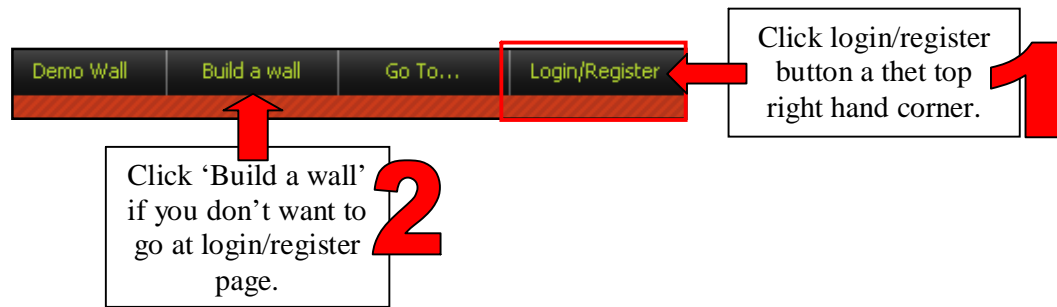 Demo Wall Build a wall Go To... Login/Register
Click login/register
button a thet top
right hand corner.
1
Click ‘Build a wall’
if you don’t want to
go at login/register
page.
2